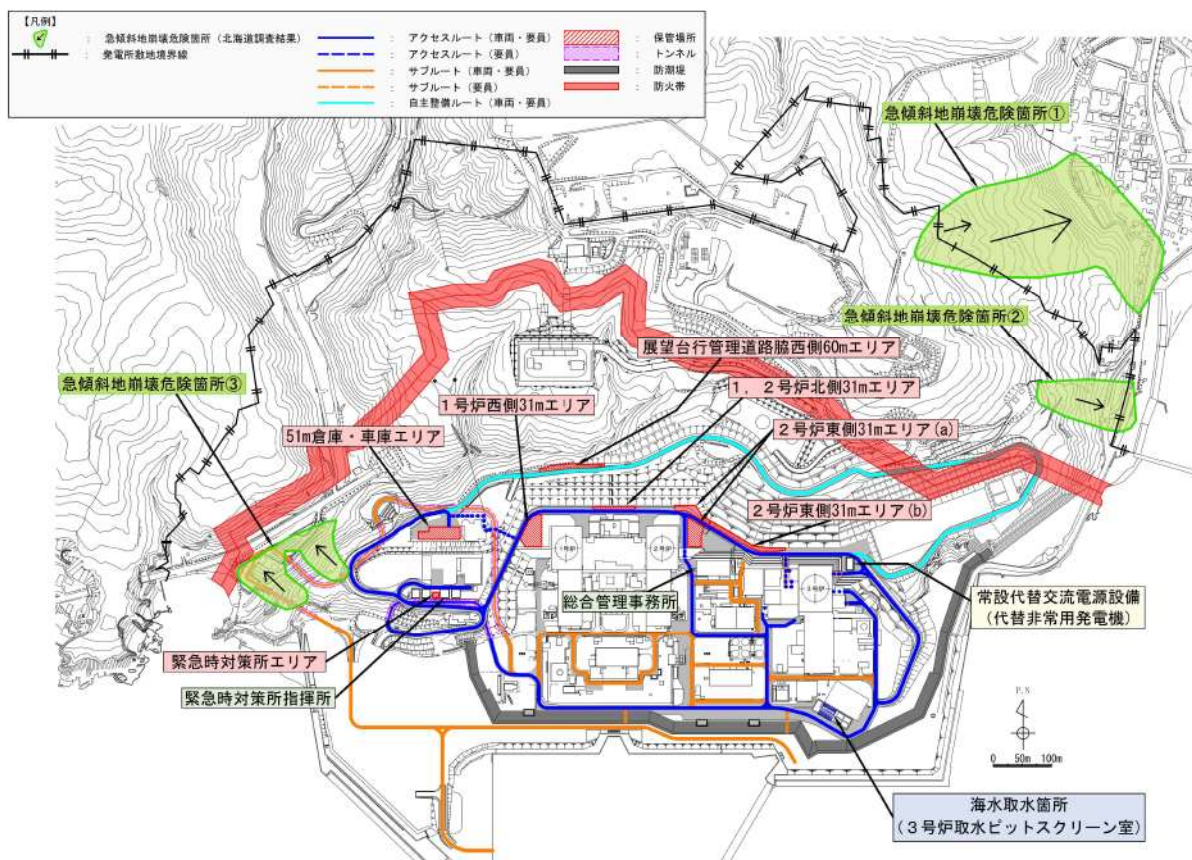 【凡例】
： 急傾斜地崩壊危険箇所（北海道調査結果）
： 発電所敷地境界線
： アクセスルート（車両・要員）
： アクセスルート（要員）
： サブルート（車両・要員）
： サブルート（要員）
： 自主整備ルート（車両・要員）
： 保管場所
： トンネル
： 防潮堤
： 防火帯
急傾斜地崩壊危険箇所①
急傾斜地崩壊危険箇所②
展望台行管理道路脇西側60mエリア
急傾斜地崩壊危険箇所③
1，2号炉北側31mエリア
1号炉西側31mエリア
2号炉東側31mエリア(a)
51m倉庫・車庫エリア
2号炉東側31mエリア(b)
1号炉
2号炉
3号炉
総合管理事務所
常設代替交流電源設備
（代替非常用発電機）
緊急時対策所エリア
緊急時対策所指揮所
P.N
0 50m 100m
海水取水箇所
（3号炉取水ピットスクリーン室）